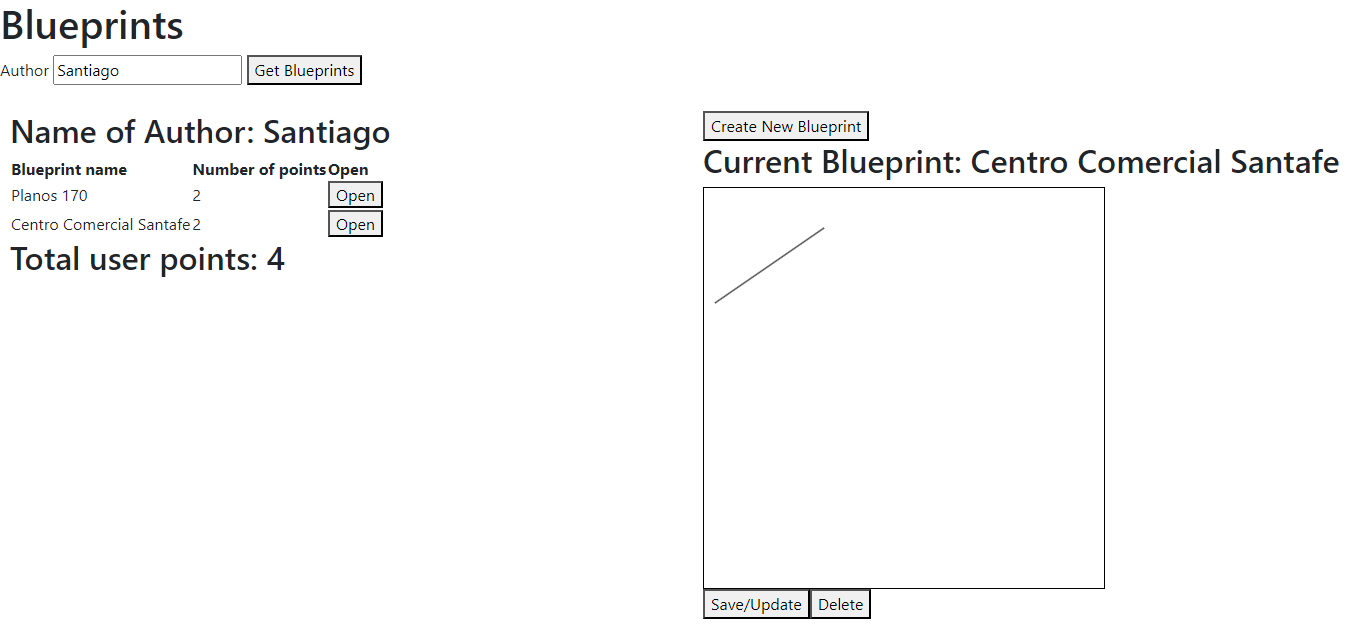 Blueprints
Author Santiago Get Blueprints
Name of Author: Santiago
Blueprint name Number of points Open
Planos 170 2 Open
Centro Comercial Santafe 2 Open
Total user points: 4
Create New Blueprint
Current Blueprint: Centro Comercial Santafe
Save/Update Delete